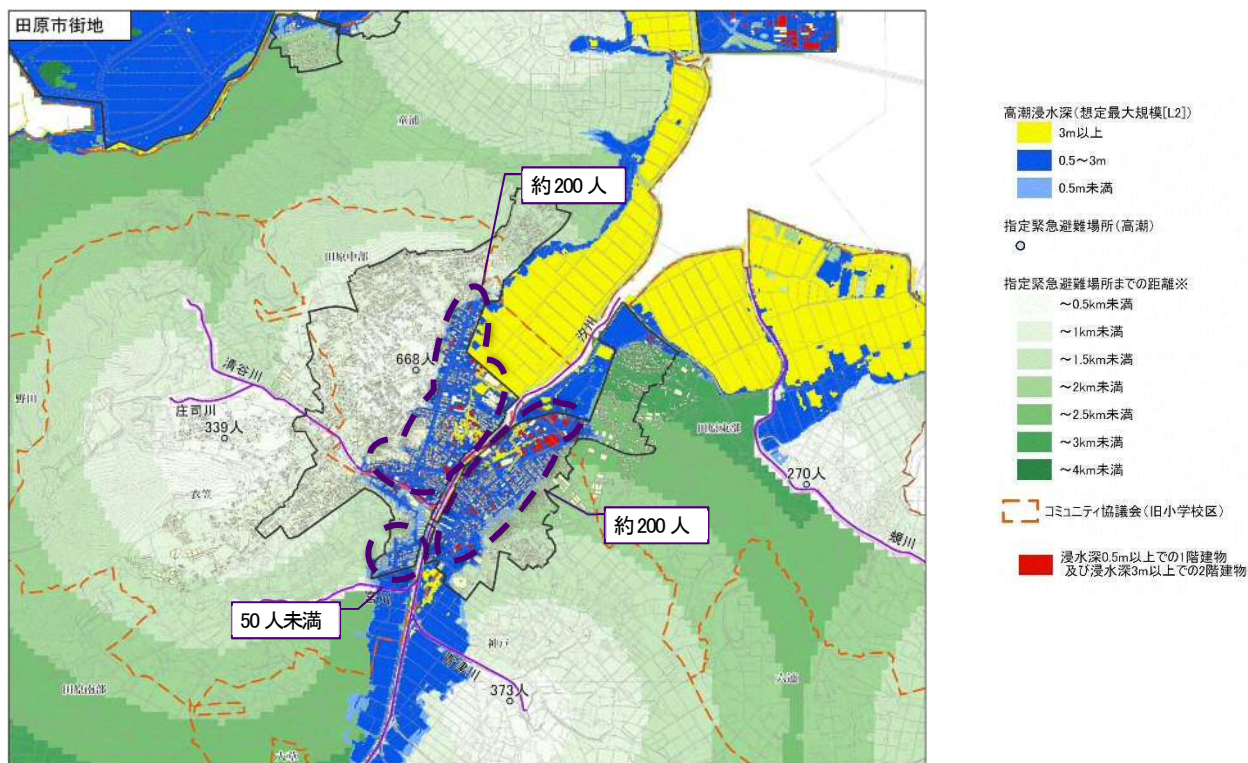 田原市街地
童浦
約200人
田原中部
汐川
668人
清谷川
野田
庄司川
339人
田原東部
衣笠
270人
約200人
蜆川
50人未満
神戸
373人
田原南部
六連
大草
高潮浸水深(想定最大規模[L2])
3m以上
0.5～3m
0.5m未満
指定緊急避難場所(高潮)
指定緊急避難場所までの距離※
～0.5km未満
～1km未満
～1.5km未満
～2km未満
～2.5km未満
～3km未満
～4km未満
コミュニティ協議会(旧小学校区)
浸水深0.5m以上での1階建物
及び浸水深3m以上での2階建物